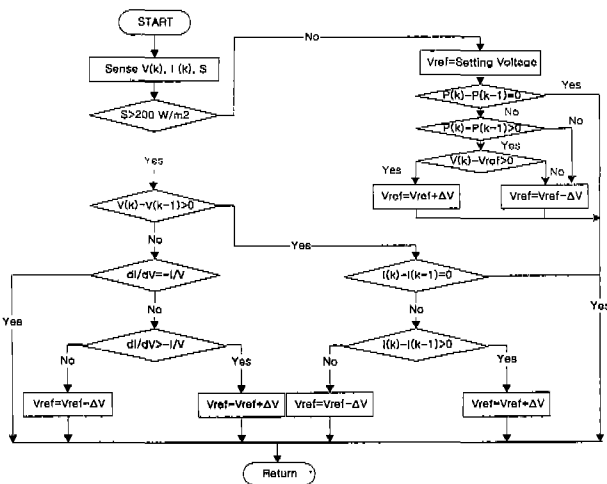 START
No
Sense V(k), I (k), S
Vref=Setting Voltage
Yes
S>200 W/m2
P(k)-P(k-1)=0
No
P(k)-P(k-1)>0
No
Yes
Yes
V(k)-Vref>0
Yes
No
Vref=Vref+ΔV
Vref=Vref-ΔV
V(k)-V(k-1)>0
No
Yes
dI/dV=-I/V
I(k)-I(k-1)=0
Yes
Yes
No
No
dI/dV>-I/V
I(k)-I(k-1)>0
No
Yes
No
Yes
Vref=Vref-ΔV
Vref=Vref+ΔV
Vref=Vref-ΔV
Vref=Vref+ΔV
Return